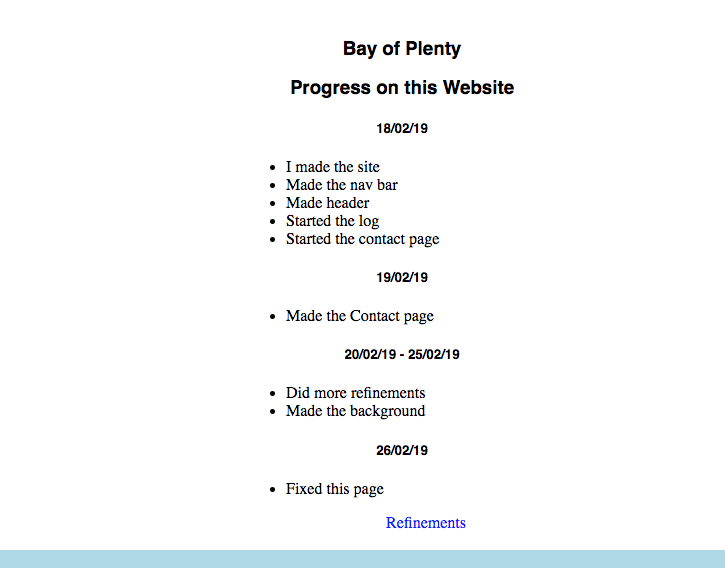 Bay of Plenty
Progress on this Website
18/02/19
• I made the site
• Made the nav bar
• Made header
• Started the log
• Started the contact page
19/02/19
• Made the Contact page
20/02/19 - 25/02/19
• Did more refinements
• Made the background
26/02/19
• Fixed this page
Refinements